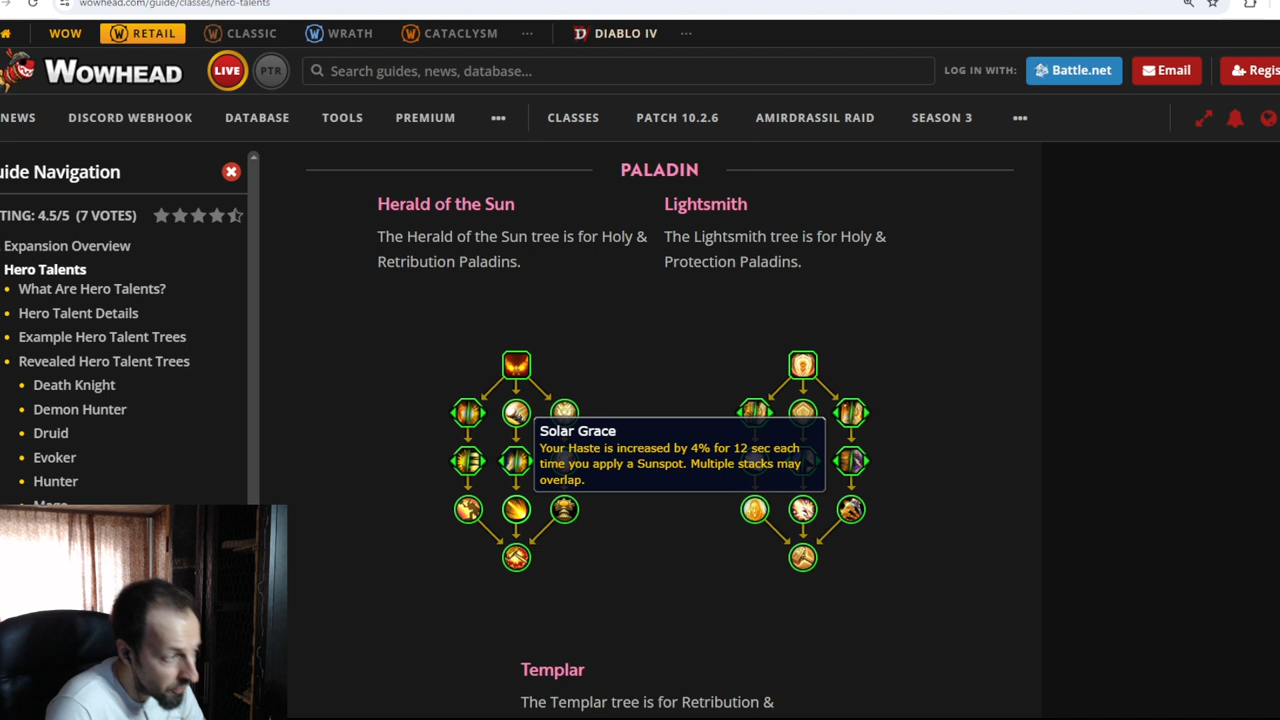 wowhead.com/guide/classes/hero-talents
WOW
RETAIL
CLASSIC
WRATH
CATACLYSM
DIABLO IV
WOWHEAD
LIVE
PTR
Search guides, news, database...
LOG IN WITH:
Battle.net
Email
Regis
NEWS
DISCORD WEBHOOK
DATABASE
TOOLS
PREMIUM
CLASSES
PATCH 10.2.6
AMIRDRASSIL RAID
SEASON 3
uide Navigation
TING: 4.5/5 (7 VOTES)
Expansion Overview
Hero Talents
What Are Hero Talents?
Hero Talent Details
Example Hero Talent Trees
Revealed Hero Talent Trees
Death Knight
Demon Hunter
Druid
Evoker
Hunter
PALADIN
Herald of the Sun
The Herald of the Sun tree is for Holy &
Retribution Paladins.
Lightsmith
The Lightsmith tree is for Holy &
Protection Paladins.
Solar Grace
Your Haste is increased by 4% for 12 sec each
time you apply a Sunspot. Multiple stacks may
overlap.
Templar
The Templar tree is for Retribution &